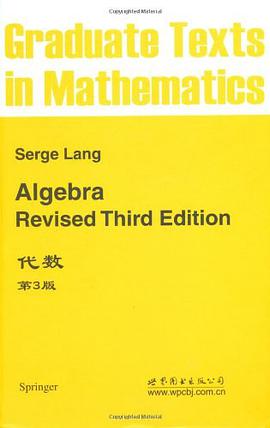 Graduate Texts
in Mathematics
Serge Lang
Algebra
Revised Third Edition
代数
第3版
Springer
世界图书出版公司
www.wpcbj.com.cn